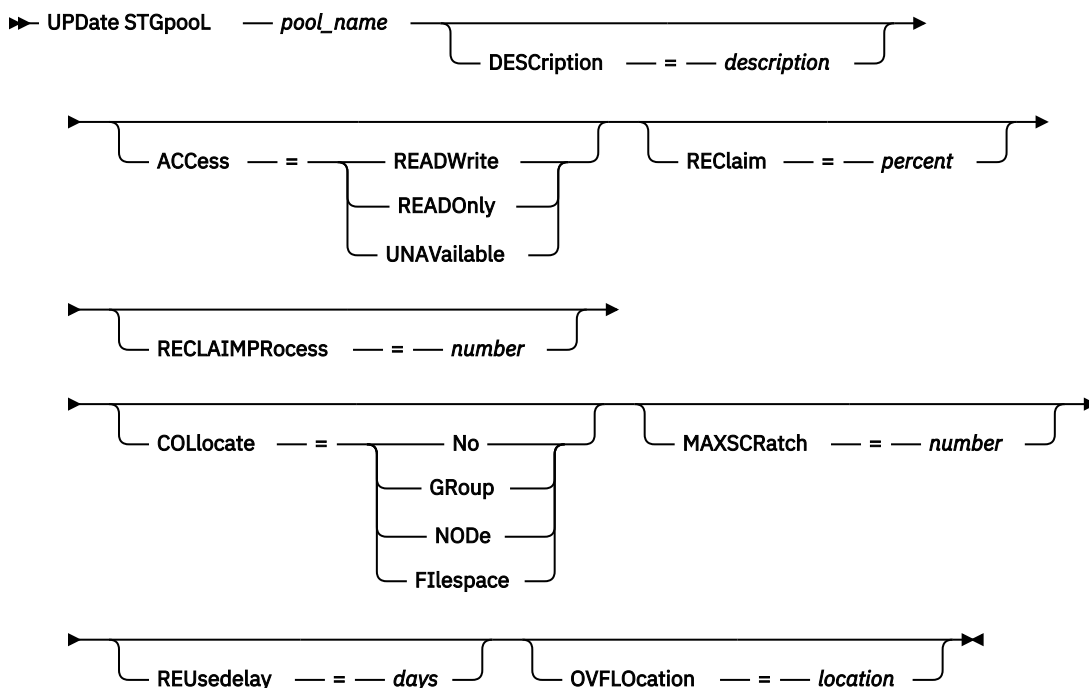 UPDate STGpooL pool_name
DESCription = description
ACCess = READWrite
READOnly
UNAVailable
REClaim = percent
RECLAIMPRocess = number
COLlocate = No
GRoup
NODe
FIlespace
MAXSCRatch = number
REUsedelay = days
OVFLOcation = location